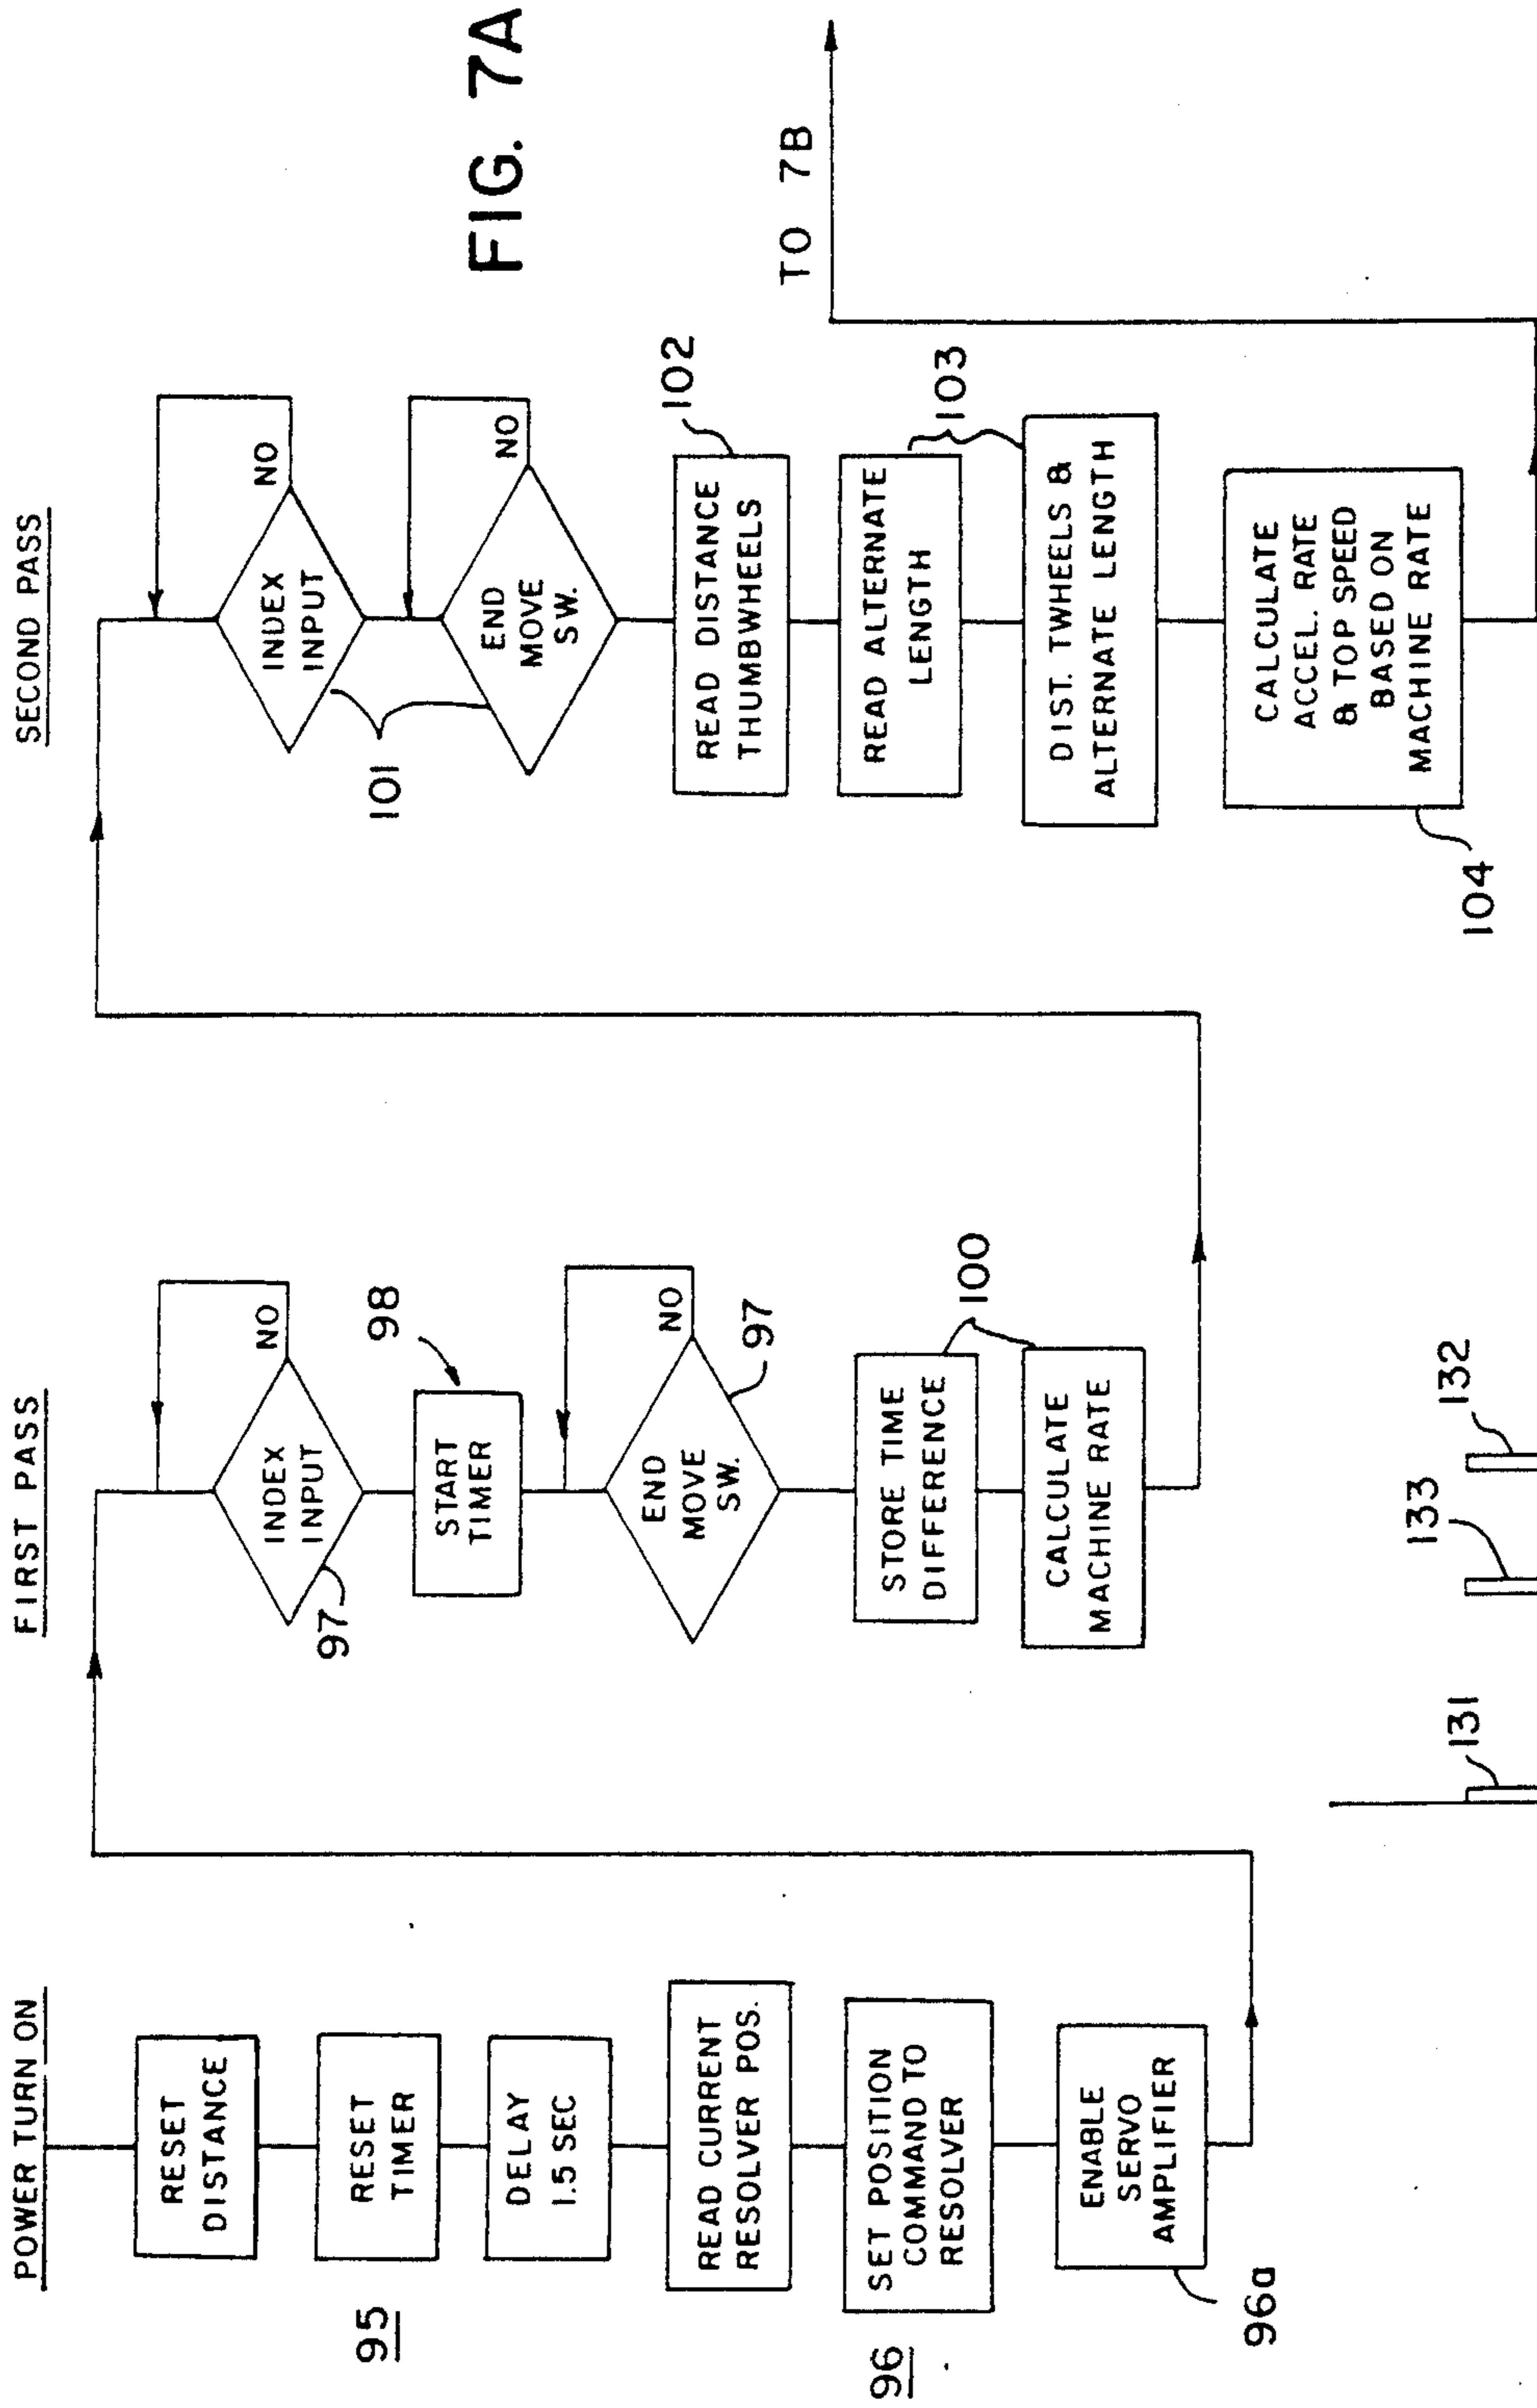 FIG. 7A
POWER TURN ON
RESET
DISTANCE
RESET
TIMER
95
DELAY
1.5 SEC
READ CURRENT
RESOLVER POS.
SET POSITION
COMMAND TO
RESOLVER
96
ENABLE
SERVO
AMPLIFIER
96a
FIRST PASS
INDEX
INPUT
NO
97
START
TIMER
98
END
MOVE
SW.
NO
97
STORE TIME
DIFFERENCE
100
CALCULATE
MACHINE RATE
SECOND PASS
INDEX
INPUT
NO
101
END
MOVE
SW.
NO
READ DISTANCE
THUMBWHEELS
102
READ ALTERNATE
LENGTH
103
DIST. TWHEELS &
ALTERNATE LENGTH
CALCULATE
ACCEL. RATE
& TOP SPEED
BASED ON
MACHINE RATE
104
TO 7B
131
133
132